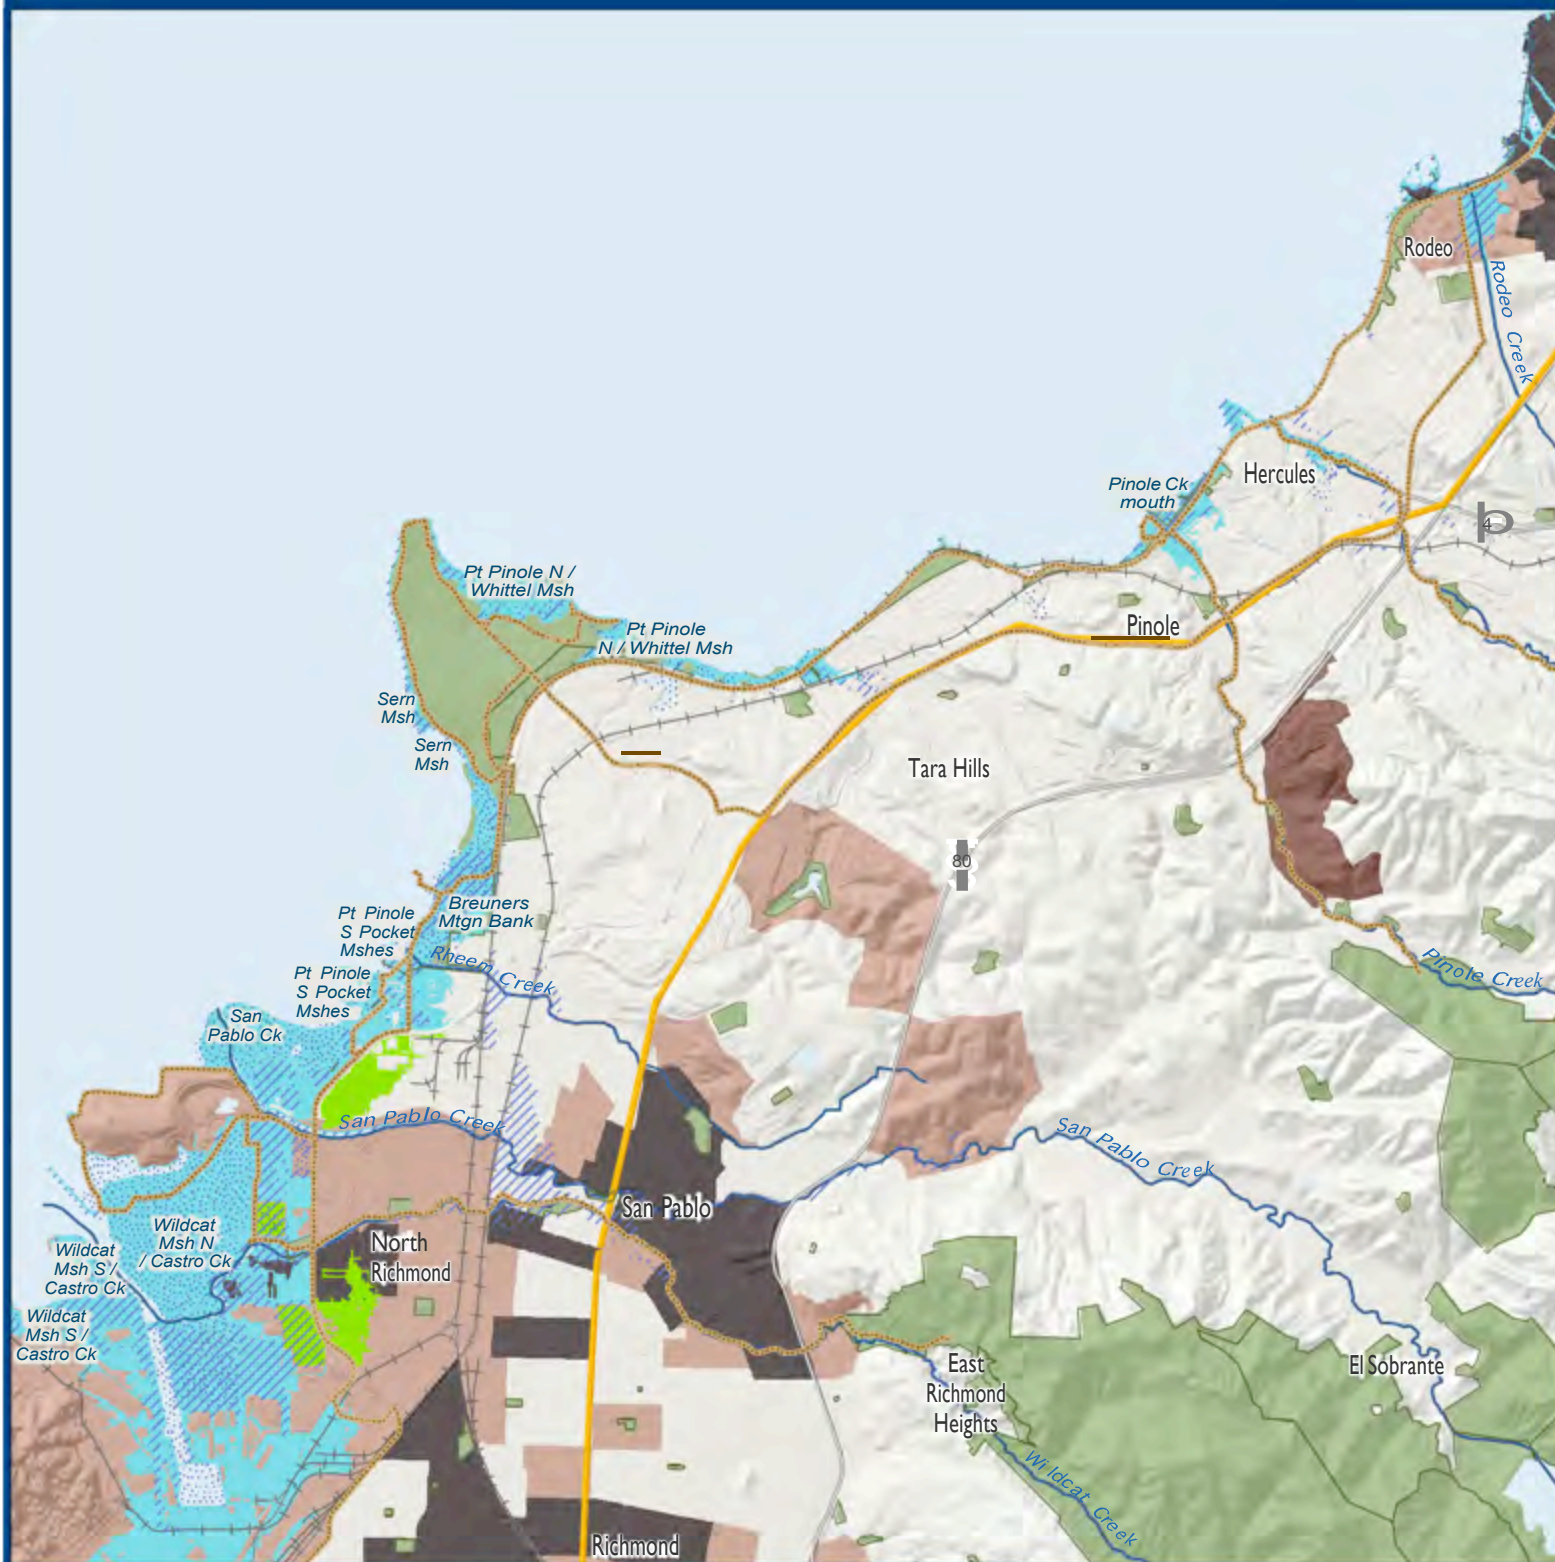 Rodeo
Rodeo Creek
Pinole Ck
mouth
Hercules
4
Pt Pinole N /
Whittel Msh
Pt Pinole
N / Whittel Msh
Pinole
Sern
Msh
Sern
Msh
Tara Hills
80
Breuners
Mtgn Bank
Pt Pinole
S Pocket
Mshes
Rheem Creek
Pinole Creek
Pt Pinole
S Pocket
Mshes
San
Pablo Ck
San Pablo Creek
San Pablo Creek
San Pablo
Wildcat
Msh N
/ Castro Ck
North
Richmond
Wildcat
Msh S /
Castro Ck
Wildcat
Msh S /
Castro Ck
East
Richmond
Heights
El Sobrante
Wildcat Creek
Richmond